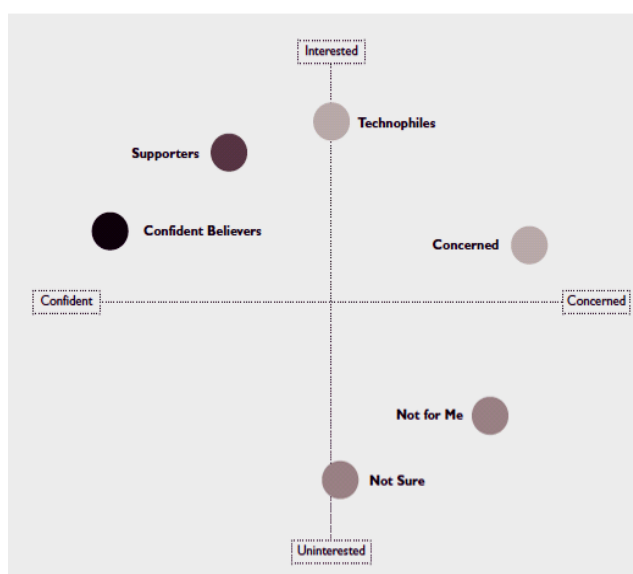 Interested
Technophiles
Supporters
Confident Believers
Concerned
Confident
Concerned
Not for Me
Not Sure
Uninterested